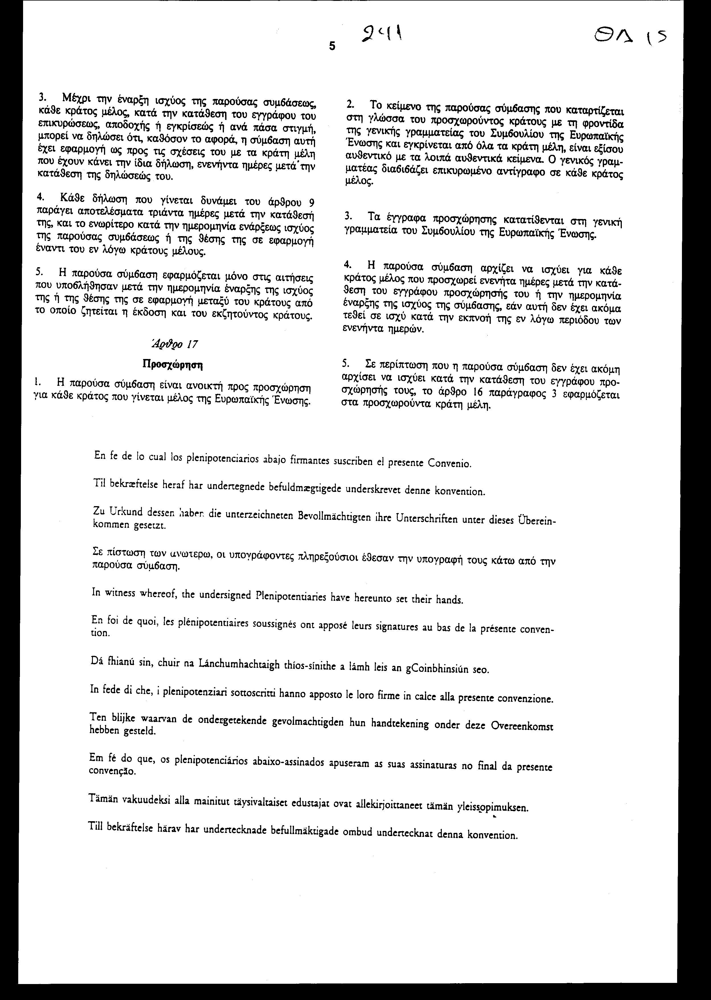 241
ΘΛ 15
5
3. Μέχρι την έναρξη ισχύος της παρούσας συμβάσεως,
κάθε κράτος μέλος, κατά την κατάθεση του εγγράφου του
επικυρώσεως, αποδοχής ή εγκρίσεώς ή ανά πάσα στιγμή,
μπορεί να δηλώσει ότι, καθόσον το αφορά, η σύμβαση αυτή
έχει εφαρμογή ως προς τις σχέσεις του με τα κράτη μέλη
που έχουν κάνει την ίδια δήλωση, ενενήντα ημέρες μετά την
κατάθεση της δηλώσεώς του.
4. Κάθε δήλωση που γίνεται δυνάμει του άρθρου 9
παράγει αποτελέσματα τριάντα ημέρες μετά την κατάθεσή
της, και το ενωρίτερο κατά την ημερομηνία ενάρξεως ισχύος
της παρούσας συμβάσεως ή της θέσης της σε εφαρμογή
έναντι του εν λόγω κράτους μέλους.
5. Η παρούσα σύμβαση εφαρμόζεται μόνο στις αιτήσεις
που υποβλήθησαν μετά την ημερομηνία έναρξης της ισχύος
της ή της θέσης της σε εφαρμογή μεταξύ του κράτους από
το οποίο ζητείται η έκδοση και του εκζητούντος κράτους.
Άρθρο 17
Προσχώρηση
1. Η παρούσα σύμβαση είναι ανοικτή προς προσχώρηση
για κάθε κράτος που γίνεται μέλος της Ευρωπαϊκής Ένωσης.
2. Το κείμενο της παρούσας σύμβασης που καταρτίζεται
στη γλώσσα του προσχωρούντος κράτους με τη φροντίδα
της γενικής γραμματείας του Συμβουλίου της Ευρωπαϊκής
Ένωσης και εγκρίνεται από όλα τα κράτη μέλη, είναι εξίσου
αυθεντικό με τα λοιπά αυθεντικά κείμενα. Ο γενικός γραμ-
ματέας διαβιβάζει επικυρωμένο αντίγραφο σε κάθε κράτος
μέλος.
3. Τα έγγραφα προσχώρησης κατατίθενται στη γενική
γραμματεία του Συμβουλίου της Ευρωπαϊκής Ένωσης.
4. Η παρούσα σύμβαση αρχίζει να ισχύει για κάθε
κράτος μέλος που προσχωρεί ενενήτα ημέρες μετά την κατά-
θεση του εγγράφου προσχώρησής του ή την ημερομηνία
έναρξης της ισχύος της σύμβασης, εάν αυτή δεν έχει ακόμα
τεθεί σε ισχύ κατά την εκπνοή της εν λόγω περιόδου των
ενενήντα ημερών.
5. Σε περίπτωση που η παρούσα σύμβαση δεν έχει ακόμη
αρχίσει να ισχύει κατά την κατάθεση του εγγράφου προ-
σχώρησής τους, το άρθρο 16 παράγραφος 3 εφαρμόζεται
στα προσχωρούντα κράτη μέλη.
En fe de lo cual los plenipotenciarios abajo firmantes suscriben el presente Convenio.
Til bekræftelse heraf har undertegnede befuldmægtigede underskrevet denne konvention.
Zu Urkund dessen haben die unterzeichneten Bevollmächtigten ihre Unterschriften unter dieses Überein-
kommen gesetzt.
Σε πίστωση των ανωτερω, οι υπογράφοντες πληρεξούσιοι έθεσαν την υπογραφή τους κάτω από την
παρούσα σύμβαση.
In witness whereof, the undersigned Plenipotentiaries have hereunto set their hands.
En foi de quoi, les plénipotentiaires soussignés ont apposé leurs signatures au bas de la présente conven-
tion.
Dá fhianú sin, chuir na Lánchumhachtaigh thíos-sínithe a lámh leis an gCoinbhinsiún seo.
In fede di che, i plenipotenziari sottoscritti hanno apposto le loro firme in calce alla presente convenzione.
Ten blijke waarvan de ondergetekende gevolmachtigden hun handtekening onder deze Overeenkomst
hebben gesteld.
Em fé do que, os plenipotenciários abaixo-assinados apuseram as suas assinaturas no final da presente
convenção.
Tämän vakuudeksi alla mainitut täysivaltaiset edustajat ovat allekirjoittaneet tämän yleissopimuksen.
Till bekräftelse härav har undertecknade befullmäktigade ombud undertecknat denna konvention.